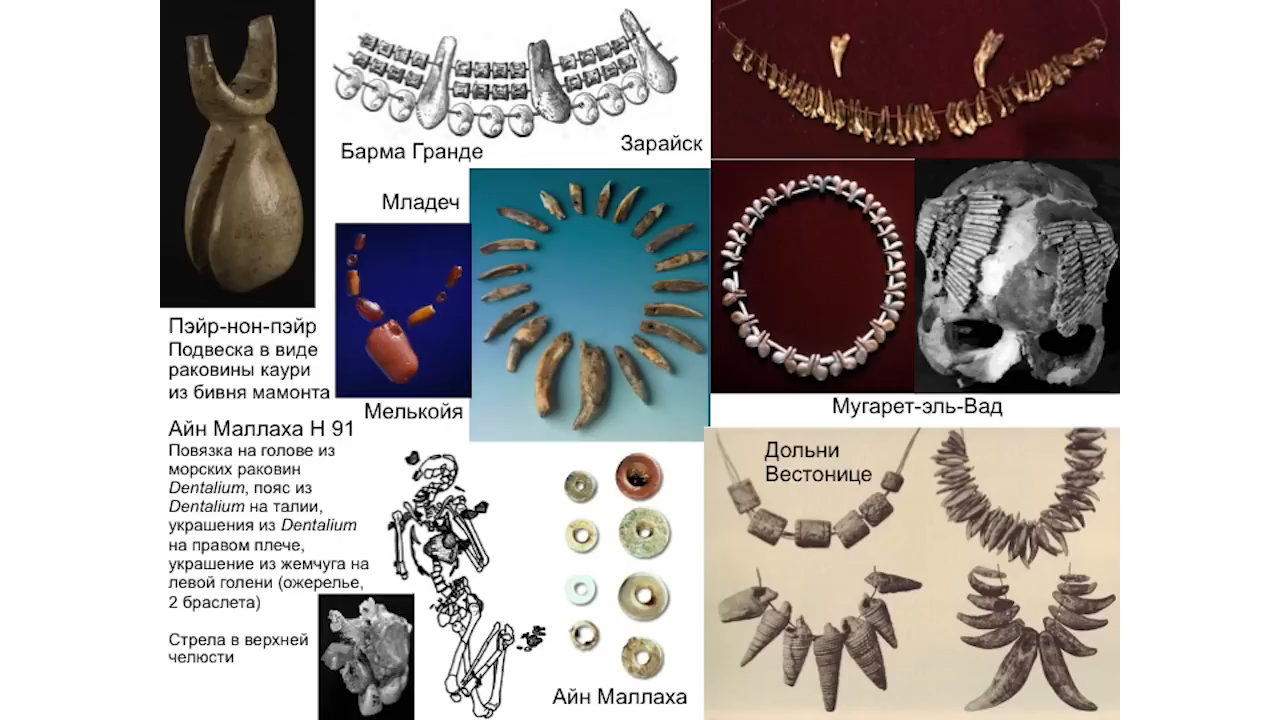 Барма Гранде
Зарайск
Младеч
Пэйр-нон-пэйр
Подвеска в виде
раковины каури
из бивня мамонта
Мелькойя
Мугарет-эль-Вад
Айн Маллаха Н 91
Повязка на голове из
морских раковин
Dentalium, пояс из
Dentalium на талии,
украшения из Dentalium
на правом плече,
украшение из жемчуга на
левой голени (ожерелье,
2 браслета)
Стрела в верхней
челюсти
Айн Маллаха
Дольни
Вестонице